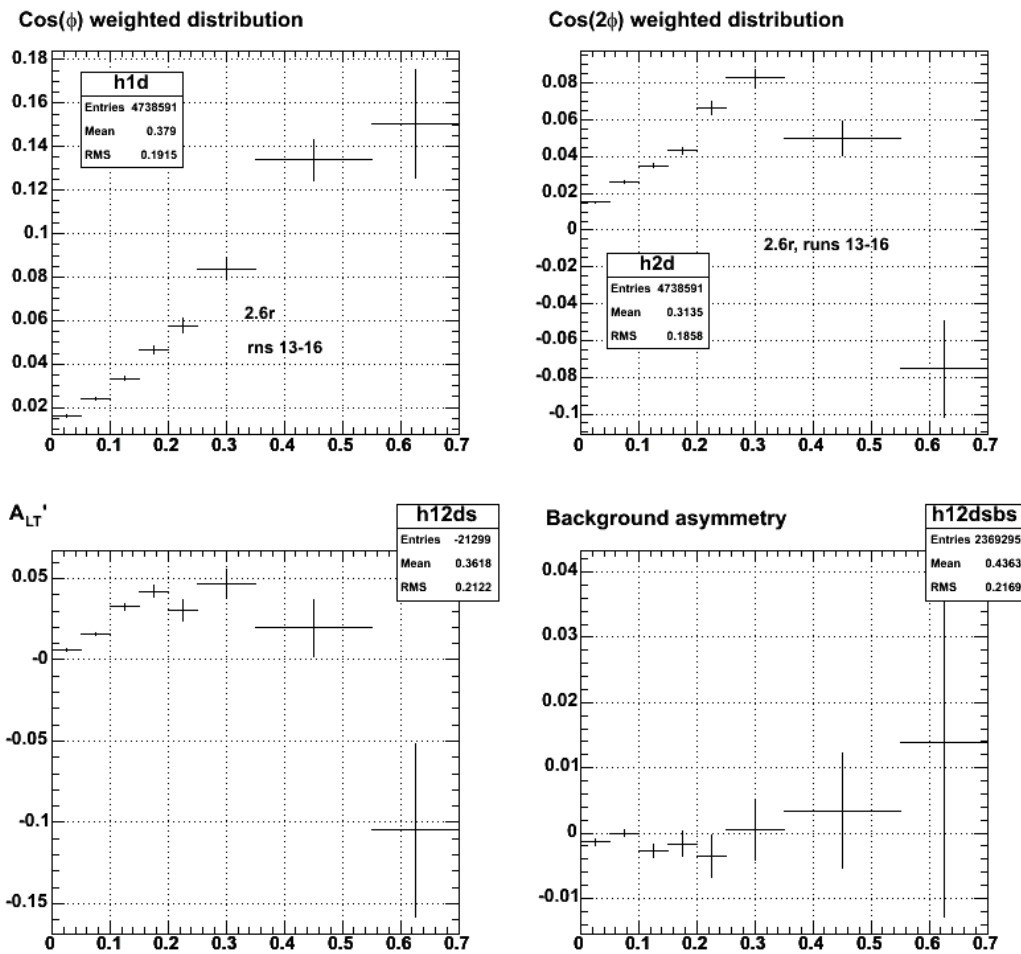 Cos(ϕ) weighted distribution
0.18
0.16
0.14
0.12
0.1
0.08
0.06
0.04
0.02
h1d
Entries 4738591
Mean 0.379
RMS 0.1915
2.6r
rns 13-16
0 0.1 0.2 0.3 0.4 0.5 0.6 0.7
Cos(2ϕ) weighted distribution
0.08
0.06
0.04
0.02
0
-0.02
-0.04
-0.06
-0.08
-0.1
2.6r, runs 13-16
h2d
Entries 4738591
Mean 0.3135
RMS 0.1858
0 0.1 0.2 0.3 0.4 0.5 0.6 0.7
A_LT'
h12ds
Entries -21299
Mean 0.3618
RMS 0.2122
0.05
-0
-0.05
-0.1
-0.15
0 0.1 0.2 0.3 0.4 0.5 0.6 0.7
Background asymmetry
h12dsbs
Entries 2369295
Mean 0.4363
RMS 0.2169
0.04
0.03
0.02
0.01
0
-0.01
0 0.1 0.2 0.3 0.4 0.5 0.6 0.7